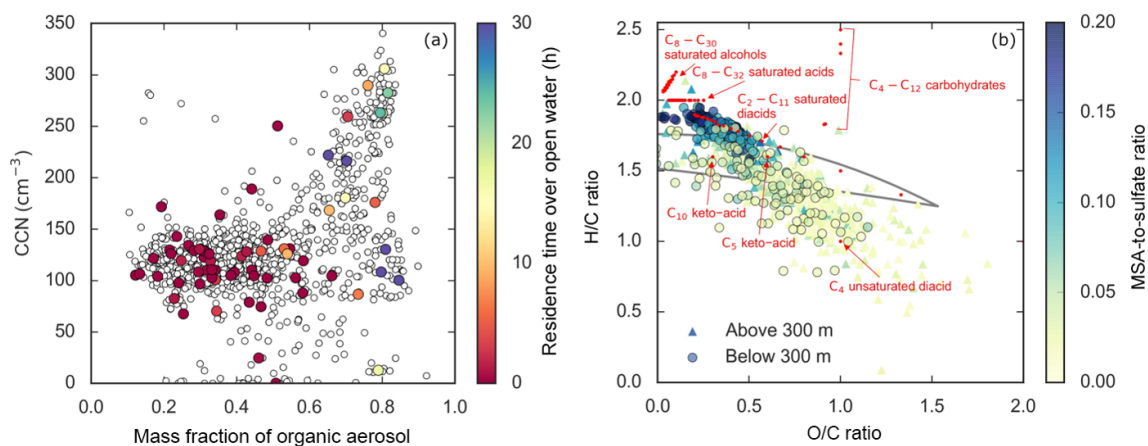 (a)
350
300
250
200
150
100
50
0
CCN (cm⁻³)
0.0 0.2 0.4 0.6 0.8 1.0
Mass fraction of organic aerosol
30
20
10
0
Residence time over open water (h)
(b)
2.5
2.0
1.5
1.0
0.5
0.0
H/C ratio
C₈ − C₃₀
saturated alcohols
C₈ − C₃₂ saturated acids
C₂ − C₁₁ saturated
diacids
C₄ − C₁₂ carbohydrates
C₁₀ keto−acid
C₅ keto−acid
C₄ unsaturated diacid
Above 300 m
Below 300 m
0.0 0.5 1.0 1.5 2.0
O/C ratio
0.20
0.15
0.10
0.05
0.00
MSA-to-sulfate ratio